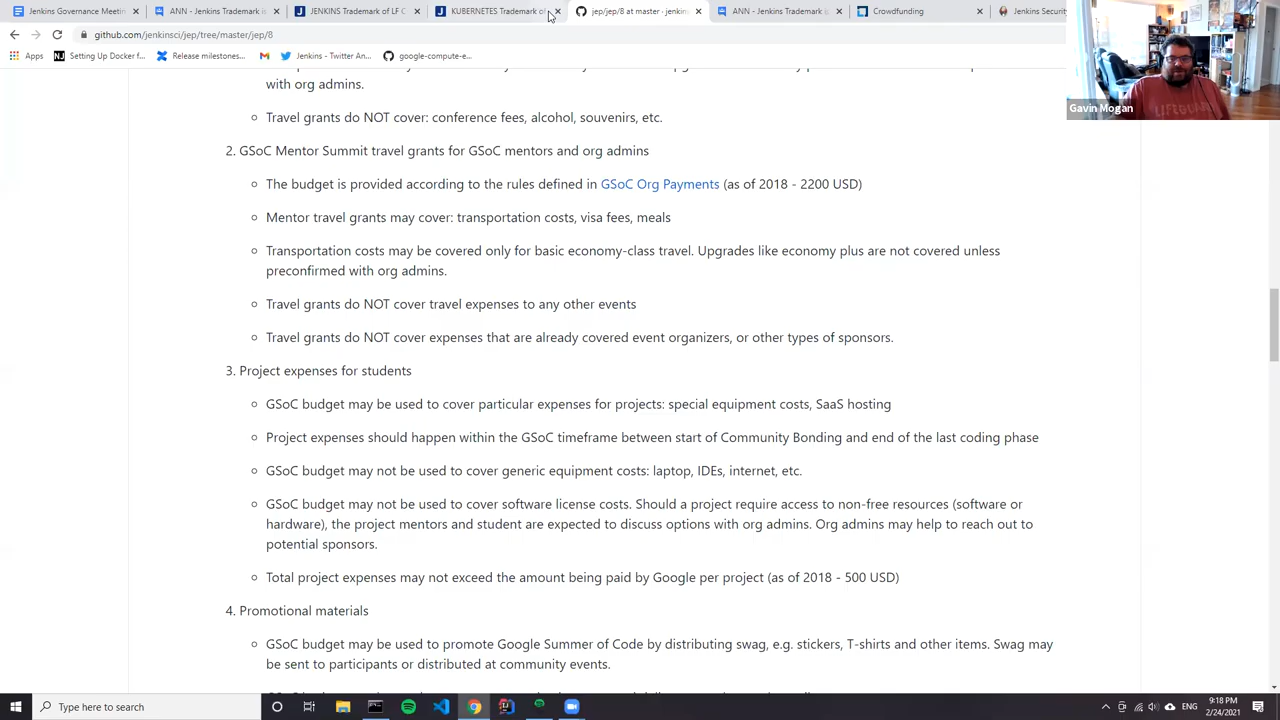 Jenkins Governance Meetin
ANN - Jenkins Trademark is
JENKINS Trademark of LF C
KUBERNETES Trademark of
jep/jep/8 at master · jenkin
ANN - Jenkins Trademark
Crowdfunding
Jenkins Securi
github.com/jenkinsci/jep/tree/master/jep/8
Apps
Setting Up Docker f...
Release milestones...
Jenkins - Twitter An...
google-compute-e...
with org admins.
Travel grants do NOT cover: conference fees, alcohol, souvenirs, etc.
2. GSoC Mentor Summit travel grants for GSoC mentors and org admins
The budget is provided according to the rules defined in GSoC Org Payments (as of 2018 - 2200 USD)
Mentor travel grants may cover: transportation costs, visa fees, meals
Transportation costs may be covered only for basic economy-class travel. Upgrades like economy plus are not covered unless
preconfirmed with org admins.
Travel grants do NOT cover travel expenses to any other events
Travel grants do NOT cover expenses that are already covered event organizers, or other types of sponsors.
3. Project expenses for students
GSoC budget may be used to cover particular expenses for projects: special equipment costs, SaaS hosting
Project expenses should happen within the GSoC timeframe between start of Community Bonding and end of the last coding phase
GSoC budget may not be used to cover generic equipment costs: laptop, IDEs, internet, etc.
GSoC budget may not be used to cover software license costs. Should a project require access to non-free resources (software or
hardware), the project mentors and student are expected to discuss options with org admins. Org admins may help to reach out to
potential sponsors.
Total project expenses may not exceed the amount being paid by Google per project (as of 2018 - 500 USD)
4. Promotional materials
GSoC budget may be used to promote Google Summer of Code by distributing swag, e.g. stickers, T-shirts and other items. Swag may
be sent to participants or distributed at community events.
Gavin Mogan
Type here to search
ENG
9:18 PM
2/24/2021